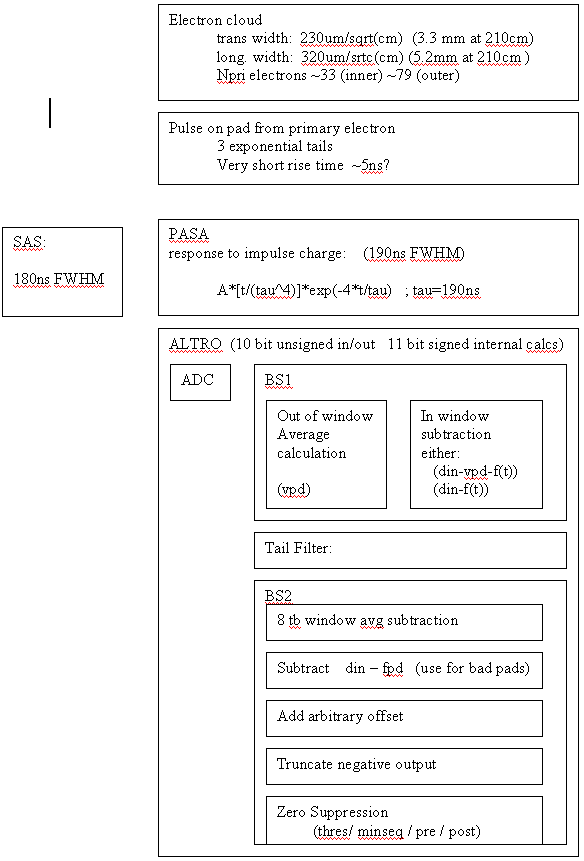 Electron cloud
trans width: 230um/sqrt(cm) (3.3 mm at 210cm)
long. width: 320um/srtc(cm) (5.2mm at 210cm )
Npri electrons ~33 (inner) ~79 (outer)
Pulse on pad from primary electron
3 exponential tails
Very short rise time ~5ns?
SAS:
180ns FWHM
PASA
response to impulse charge: (190ns FWHM)
A*[t/(tau^4)]*exp(-4*t/tau) ; tau=190ns
ALTRO (10 bit unsigned in/out 11 bit signed internal calcs)
ADC
BS1
Out of window
Average
calculation
(vpd)
In window
subtraction
either:
(din-vpd-f(t))
(din-f(t))
Tail Filter:
BS2
8 tb window avg subtraction
Subtract din – fpd (use for bad pads)
Add arbitrary offset
Truncate negative output
Zero Suppression
(thres/ minseq / pre / post)